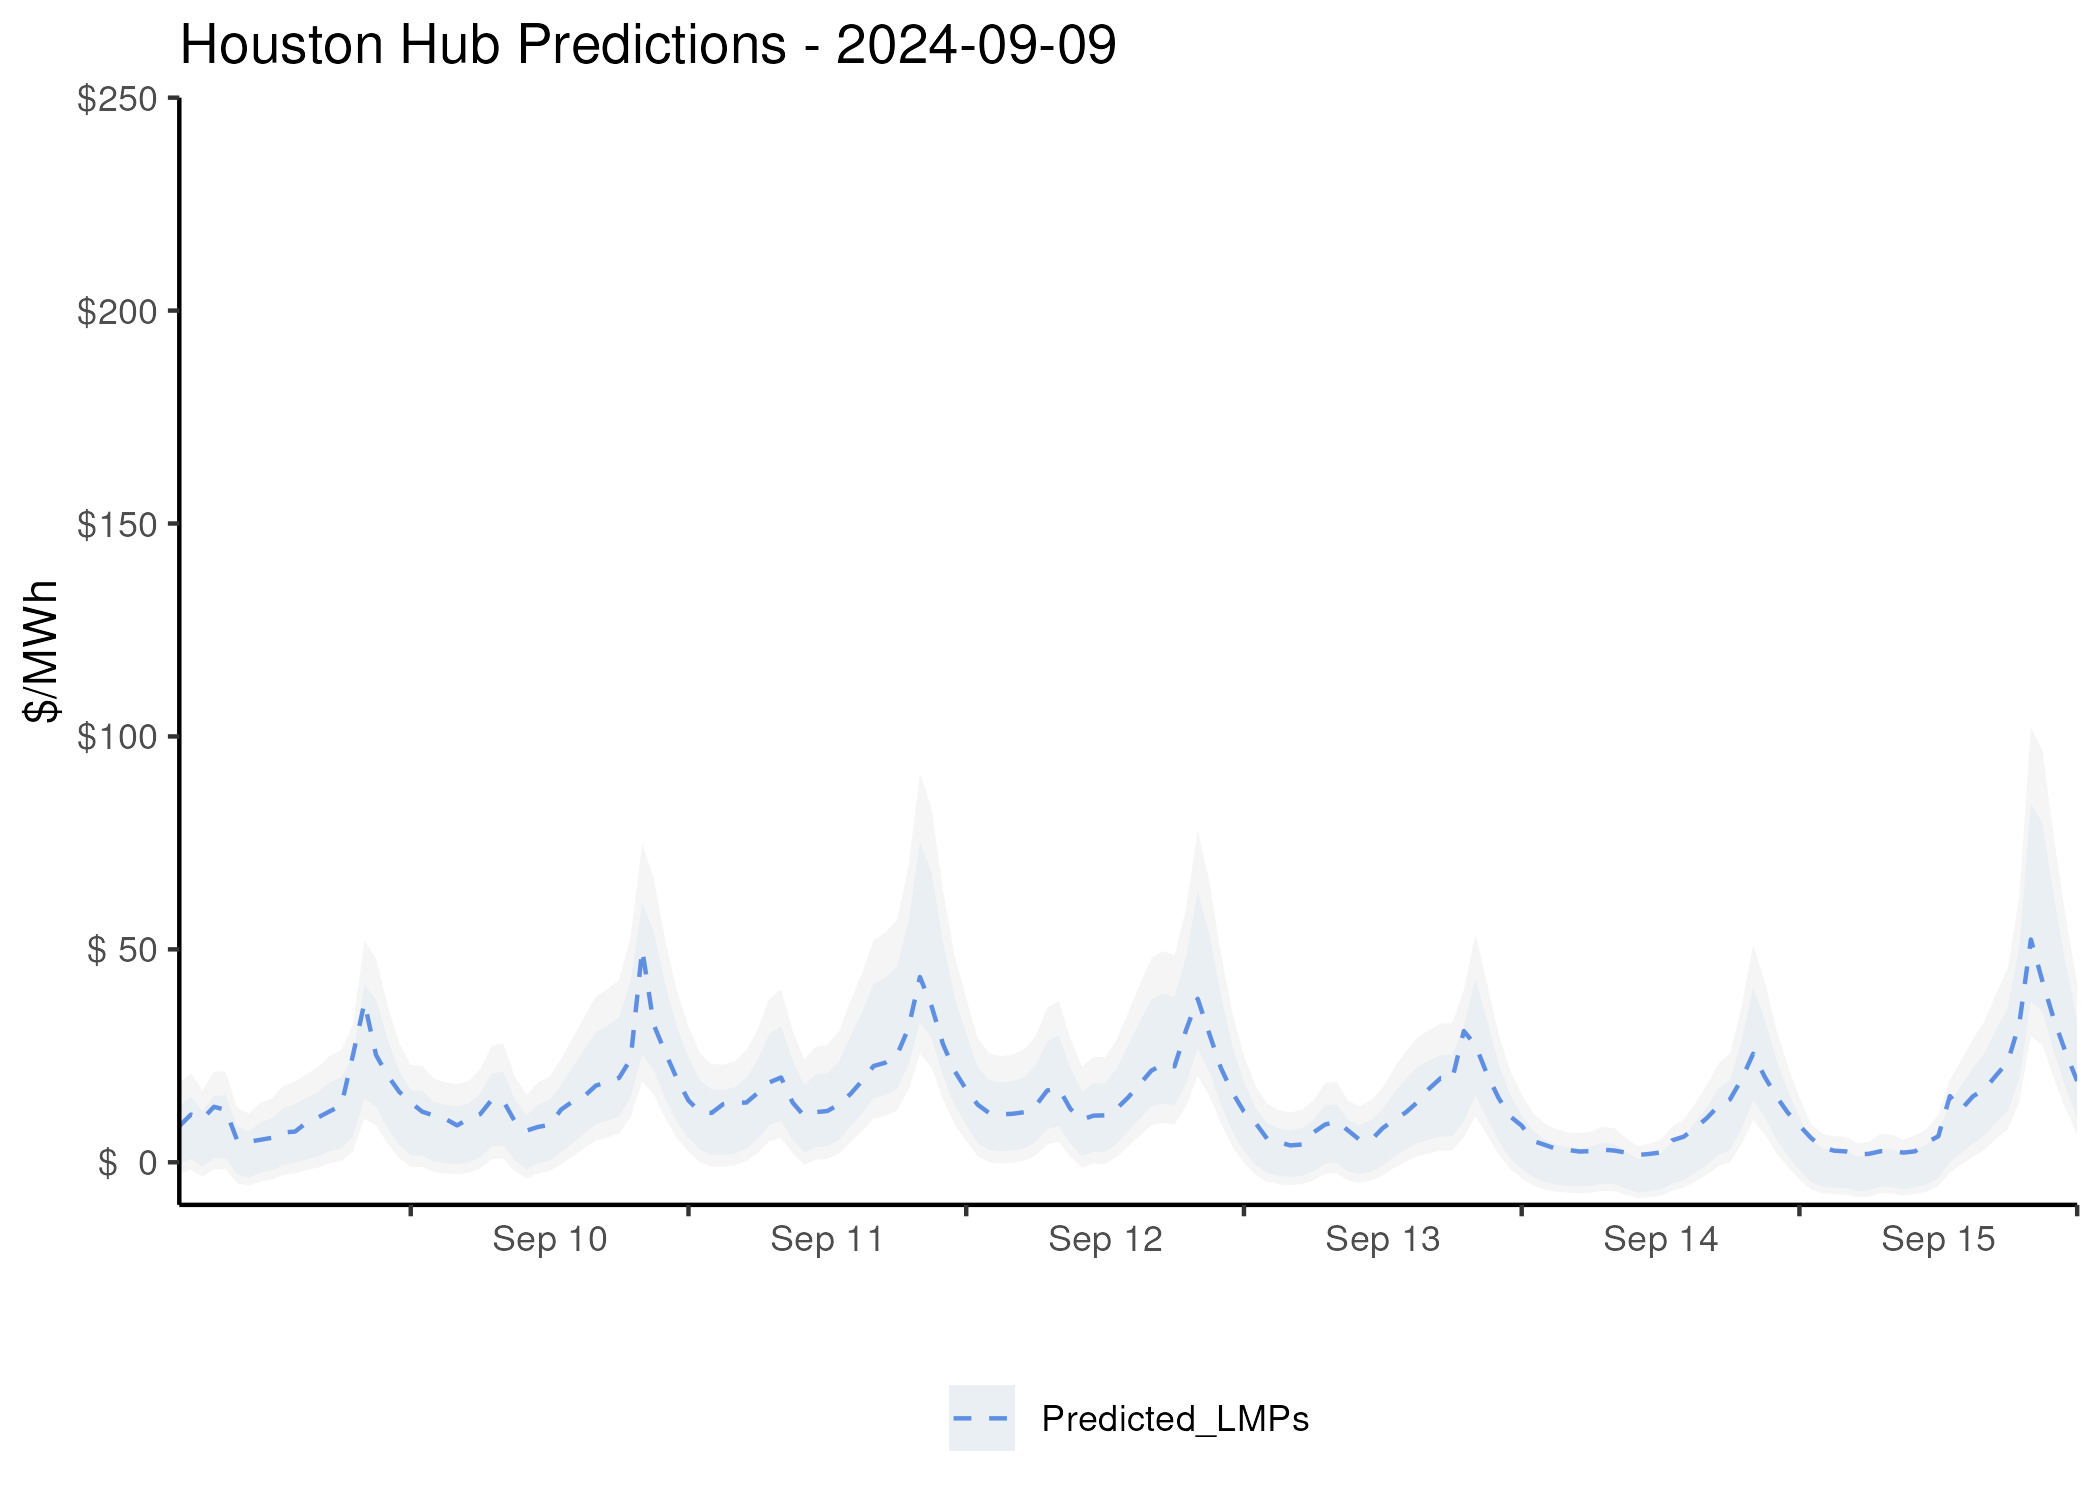 Houston Hub Predictions - 2024-09-09
$250
$200
$150
$100
$ 50
$ 0
$/MWh
Sep 10 Sep 11 Sep 12 Sep 13 Sep 14 Sep 15
Predicted_LMPs